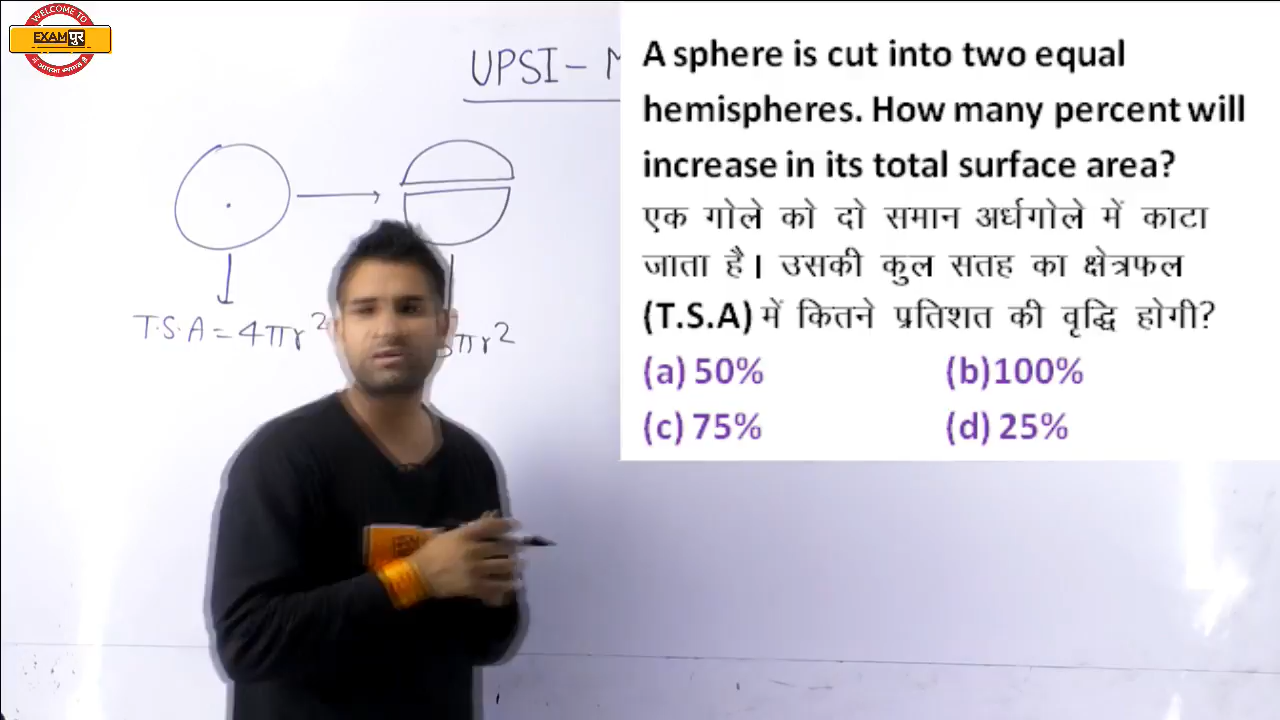 WELCOME TO
EXAMपुर
UPSI-
A sphere is cut into two equal
hemispheres. How many percent will
increase in its total surface area?
एक गोले को दो समान अर्धगोले में काटा
जाता है। उसकी कुल सतह का क्षेत्रफल
(T.S.A) में कितने प्रतिशत की वृद्धि होगी?
(a) 50% (b)100%
(c) 75% (d) 25%
T.S.A = 4πr²
πr²